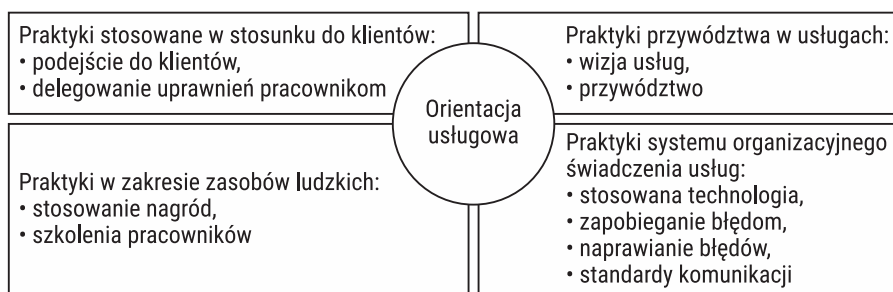 Praktyki stosowane w stosunku do klientów:
• podejście do klientów,
• delegowanie uprawnień pracownikom
Praktyki przywództwa w usługach:
• wizja usług,
• przywództwo
Orientacja
usługowa
Praktyki w zakresie zasobów ludzkich:
• stosowanie nagród,
• szkolenia pracowników
Praktyki systemu organizacyjnego
świadczenia usług:
• stosowana technologia,
• zapobieganie błędom,
• naprawianie błędów,
• standardy komunikacji